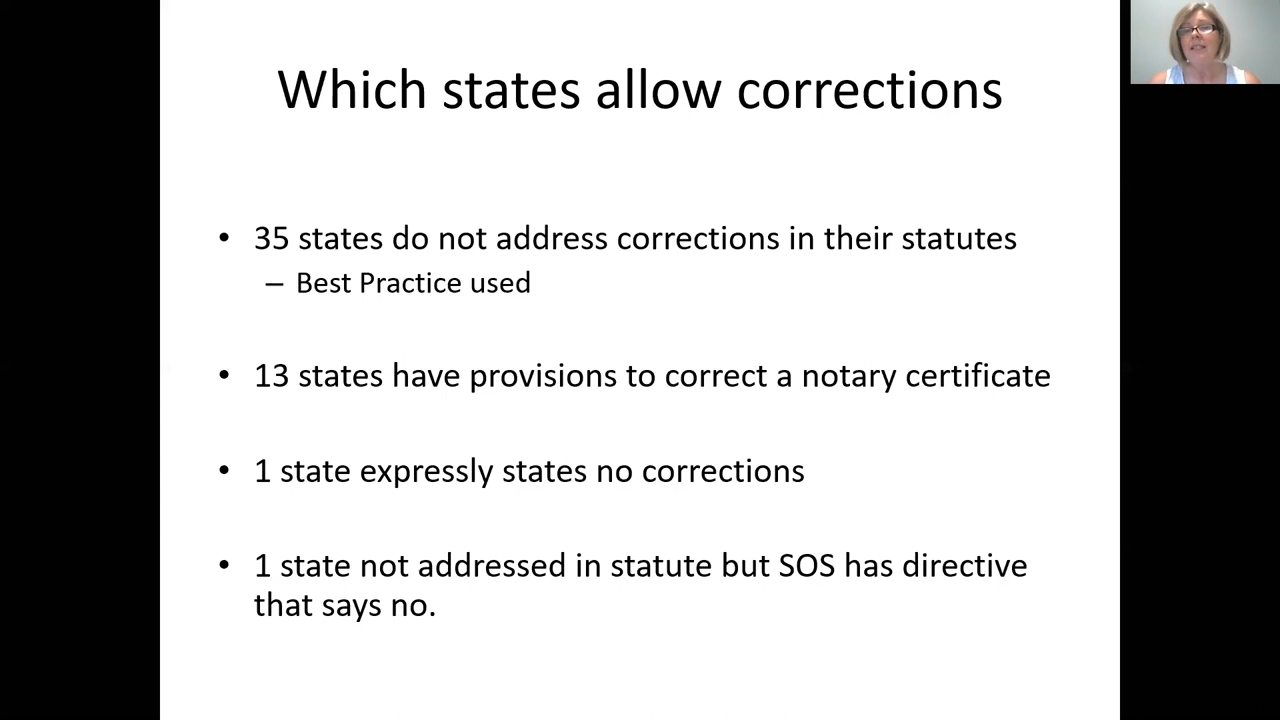 Which states allow corrections
• 35 states do not address corrections in their statutes
– Best Practice used
• 13 states have provisions to correct a notary certificate
• 1 state expressly states no corrections
• 1 state not addressed in statute but SOS has directive
that says no.